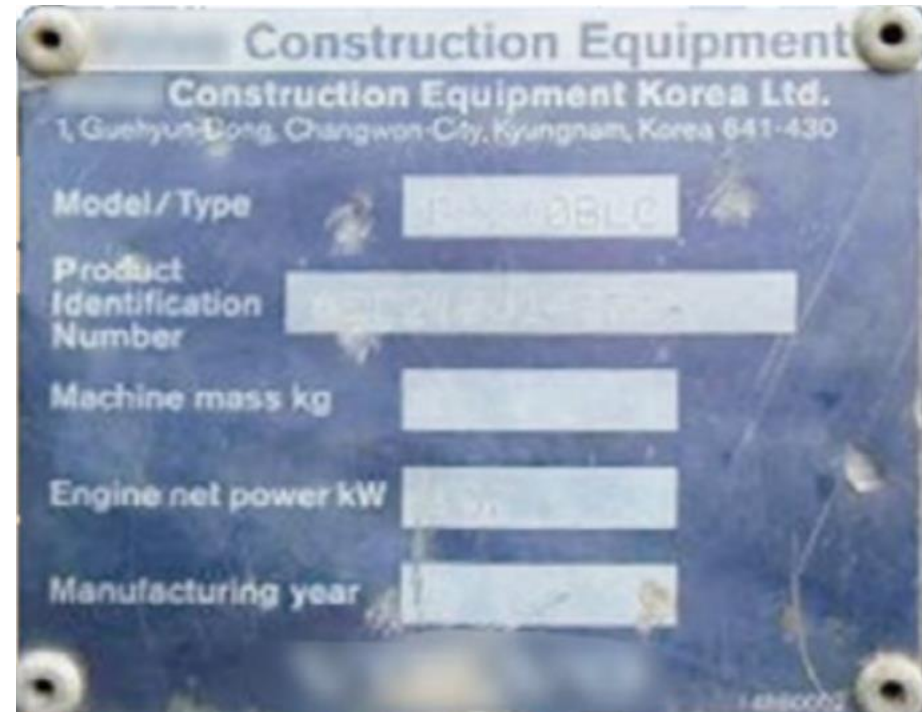 Construction Equipment
Construction Equipment Korea Ltd.
1, Guehyun-Dong, Changwon-City, Kyungnam, Korea 641-430
Model/Type
Product
Identification
Number
Machine mass kg
Engine net power kW
Manufacturing year